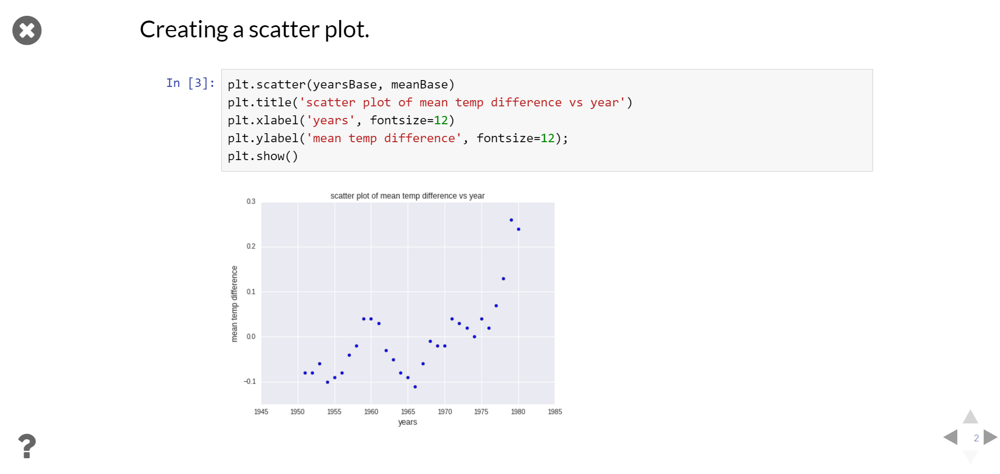 Creating a scatter plot.
In [3]:
plt.scatter(yearsBase, meanBase)
plt.title('scatter plot of mean temp difference vs year')
plt.xlabel('years', fontsize=12)
plt.ylabel('mean temp difference', fontsize=12);
plt.show()
scatter plot of mean temp difference vs year
0.3
0.2
0.1
0.0
−0.1
mean temp difference
1945 1950 1955 1960 1965 1970 1975 1980 1985
years
?
2